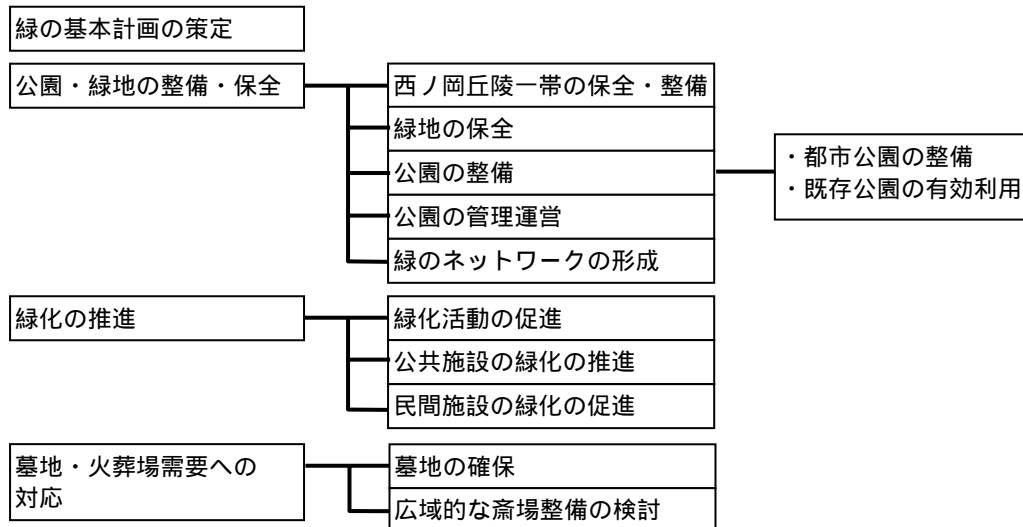 緑の基本計画の策定
公園・緑地の整備・保全
西ノ岡丘陵一帯の保全・整備
緑地の保全
公園の整備
公園の管理運営
緑のネットワークの形成
・都市公園の整備
・既存公園の有効利用
緑化の推進
緑化活動の促進
公共施設の緑化の推進
民間施設の緑化の促進
墓地・火葬場需要への
対応
墓地の確保
広域的な斎場整備の検討